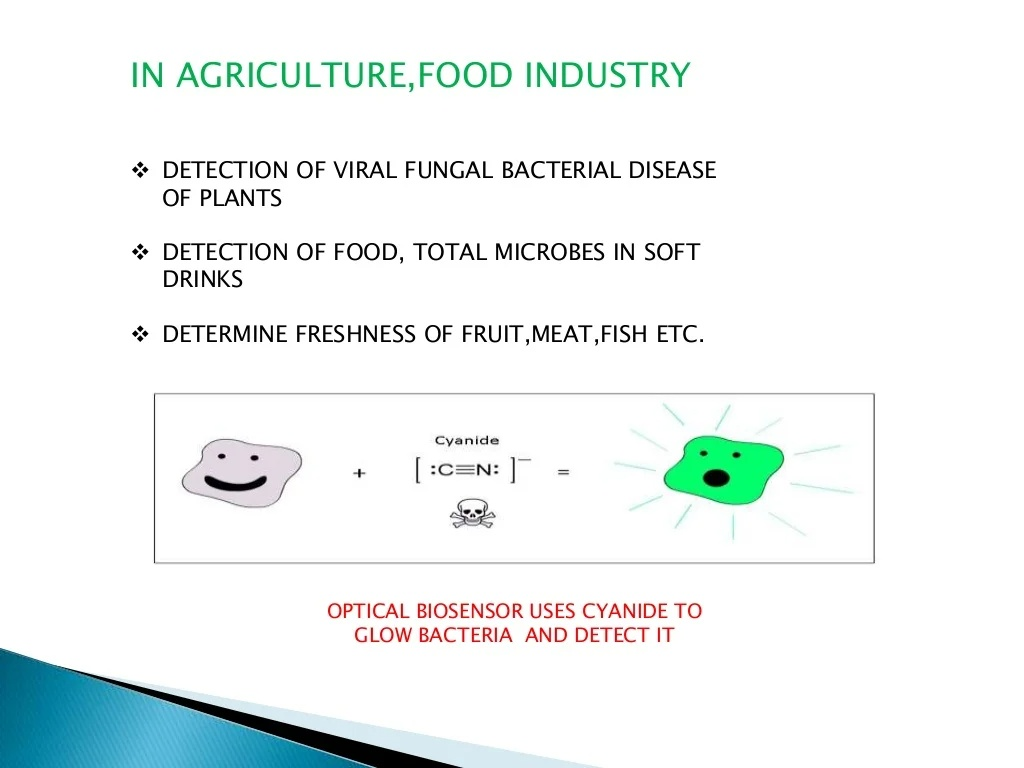 IN AGRICULTURE,FOOD INDUSTRY
❖ DETECTION OF VIRAL FUNGAL BACTERIAL DISEASE
OF PLANTS
❖ DETECTION OF FOOD, TOTAL MICROBES IN SOFT
DRINKS
❖ DETERMINE FRESHNESS OF FRUIT,MEAT,FISH ETC.
Cyanide
+ [:C≡N:]⁻ =
OPTICAL BIOSENSOR USES CYANIDE TO
GLOW BACTERIA  AND DETECT IT